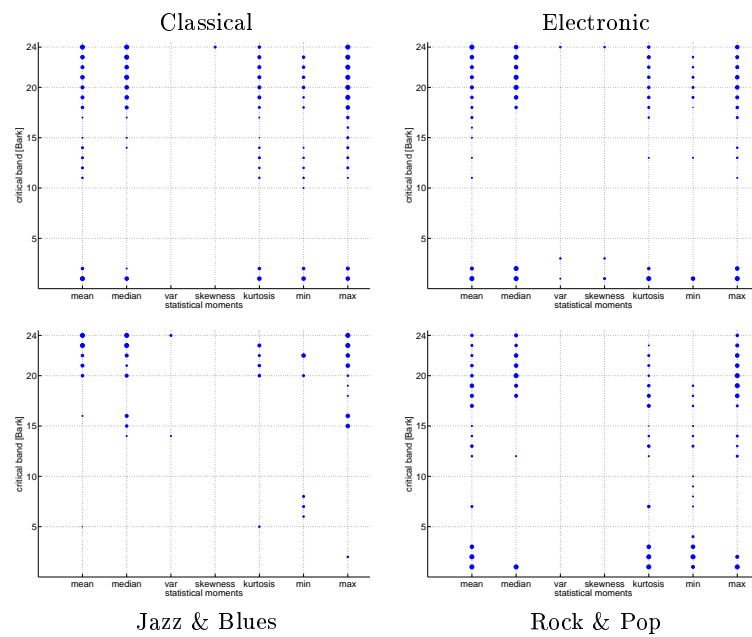 Classical
Electronic
24
20
15
10
5
critical band [Bark]
mean median var skewness kurtosis min max
statistical moments
24
20
15
10
5
critical band [Bark]
mean median var skewness kurtosis min max
statistical moments
24
20
15
10
5
critical band [Bark]
mean median var skewness kurtosis min max
statistical moments
24
20
15
10
5
critical band [Bark]
mean median var skewness kurtosis min max
statistical moments
Jazz & Blues
Rock & Pop